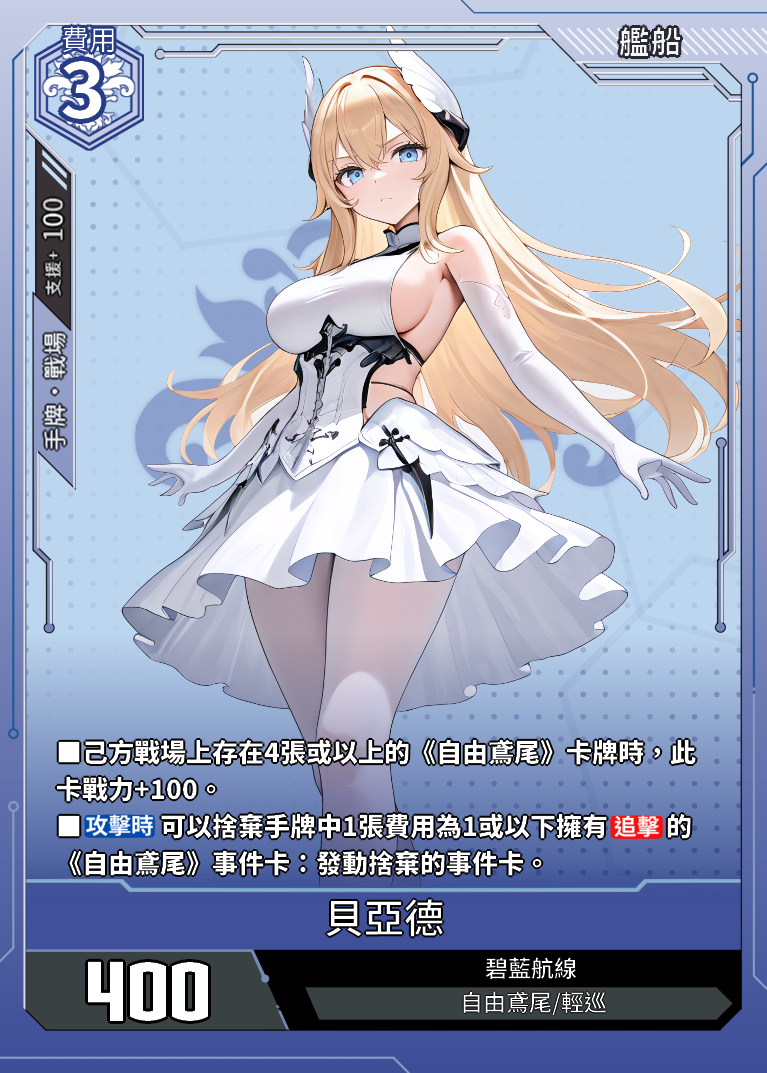 費用
3
艦船
支援+ 100
手牌・戰場
■己方戰場上存在4張或以上的《自由鳶尾》卡牌時，此
卡戰力+100。
■攻擊時可以捨棄手牌中1張費用為1或以下擁有追擊的
《自由鳶尾》事件卡：發動捨棄的事件卡。
貝亞德
400
碧藍航線
自由鳶尾/輕巡